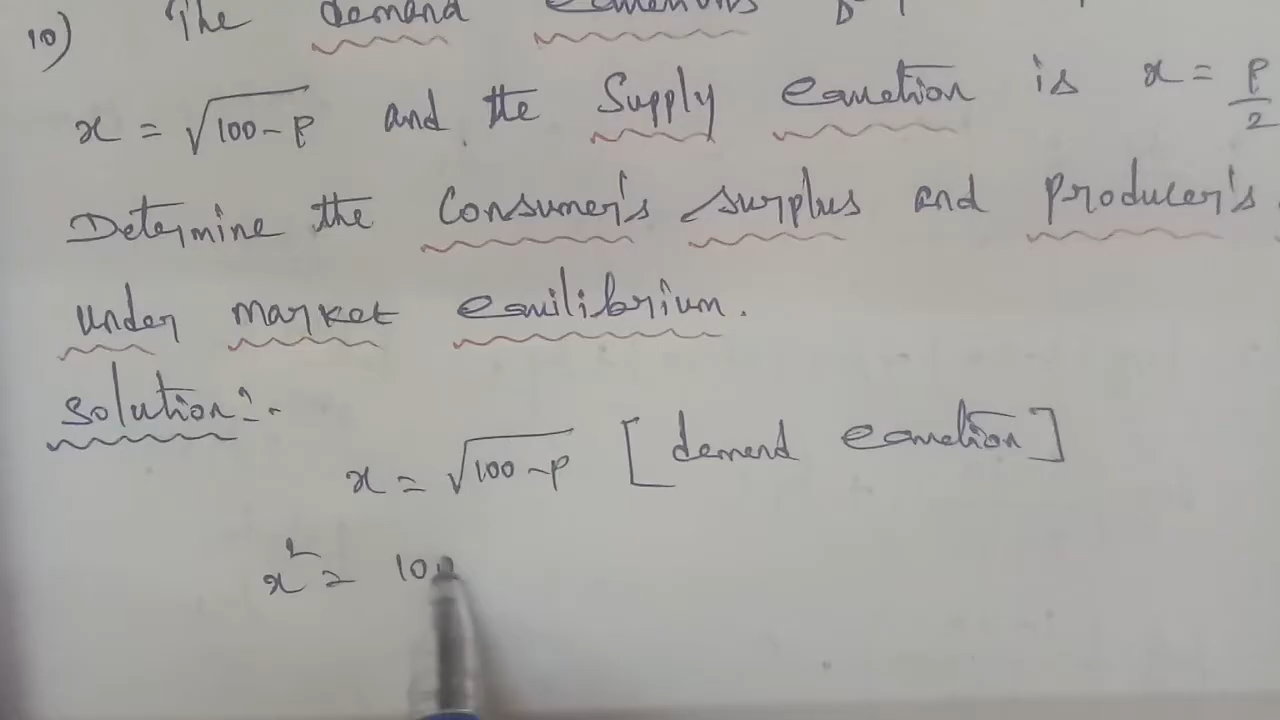 10) The demand
x = √100-P and the Supply equation is x = P/2
Determine the Consumer's surplus and producer's
under market equilibrium.
Solution:-
x = √100-P [demand equation]
x² = 100